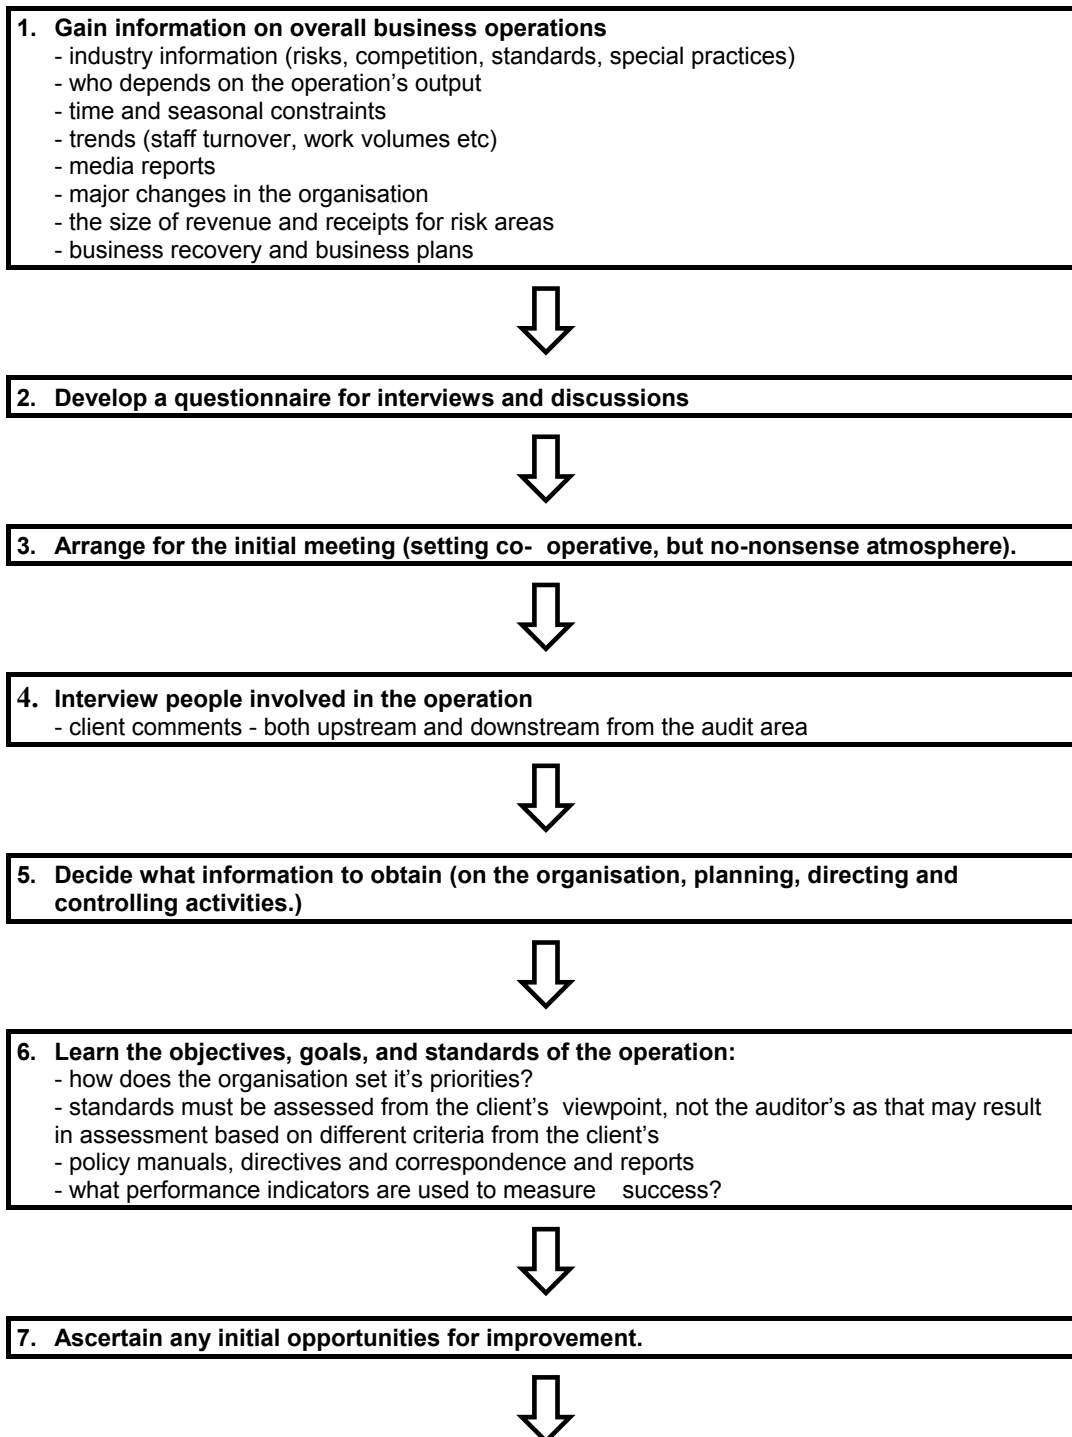 1. Gain information on overall business operations
- industry information (risks, competition, standards, special practices)
- who depends on the operation's output
- time and seasonal constraints
- trends (staff turnover, work volumes etc)
- media reports
- major changes in the organisation
- the size of revenue and receipts for risk areas
- business recovery and business plans
2. Develop a questionnaire for interviews and discussions
3. Arrange for the initial meeting (setting co- operative, but no-nonsense atmosphere).
4. Interview people involved in the operation
- client comments - both upstream and downstream from the audit area
5. Decide what information to obtain (on the organisation, planning, directing and
controlling activities.)
6. Learn the objectives, goals, and standards of the operation:
- how does the organisation set it's priorities?
- standards must be assessed from the client's viewpoint, not the auditor's as that may result
in assessment based on different criteria from the client's
- policy manuals, directives and correspondence and reports
- what performance indicators are used to measure success?
7. Ascertain any initial opportunities for improvement.